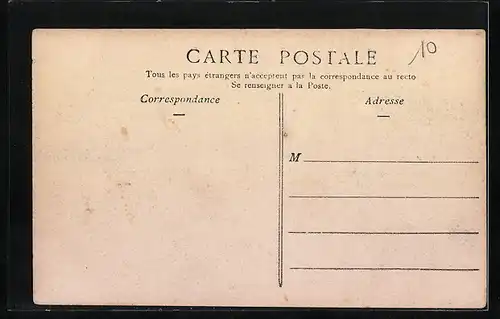 CARTE POSTALE
10
Tous les pays étrangers n'acceptent pas la correspondance au recto
Se renseigner a la Poste.
Correspondance
Adresse
M